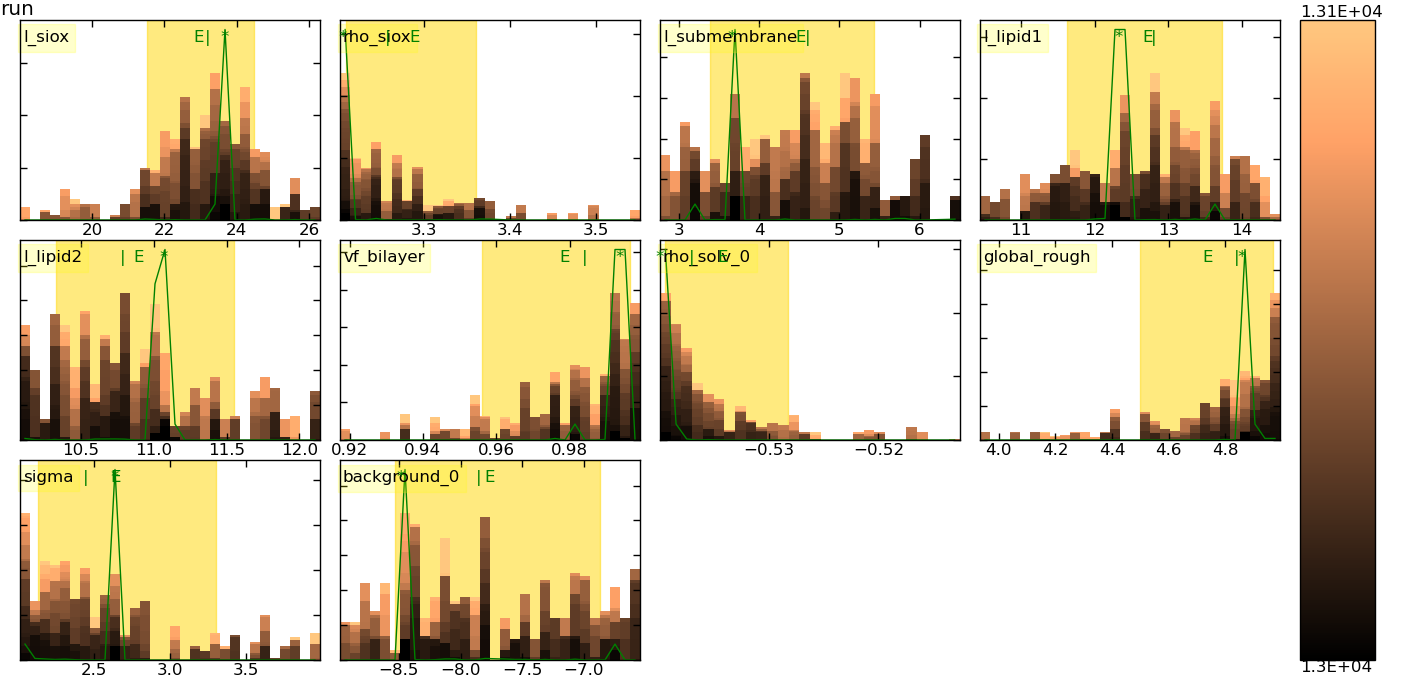 run
1.31E+04
l_siox E | *
rho_siox * | E
l_submembrane * E|
l_lipid1 * E|
20 22 24 26
3.3 3.4 3.5
3 4 5 6
11 12 13 14
l_lipid2 | E *
vf_bilayer E | *
rho_solv_0 * | E
global_rough E |*
10.5 11.0 11.5 12.0
0.92 0.94 0.96 0.98
−0.53 −0.52
4.0 4.2 4.4 4.6 4.8
sigma | * E
background_0 * | E
2.5 3.0 3.5
−8.5 −8.0 −7.5 −7.0
1.3E+04